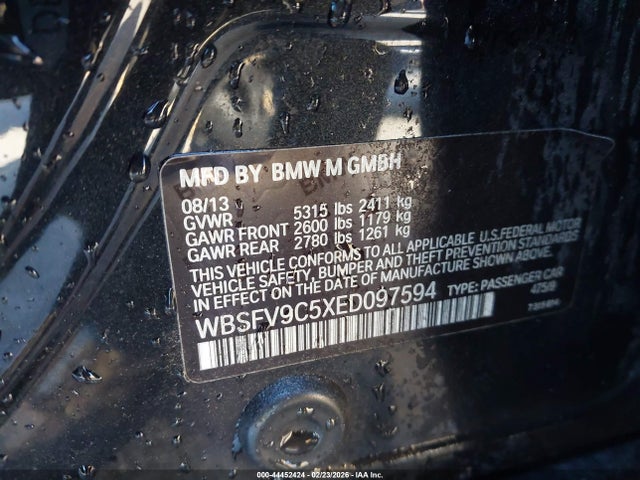 MFD BY BMW M GMBH
08/13
GVWR 5315 lbs 2411 kg
GAWR FRONT 2600 lbs 1179 kg
GAWR REAR 2780 lbs 1261 kg
THIS VEHICLE CONFORMS TO ALL APPLICABLE U.S.FEDERAL MOTOR
VEHICLE SAFETY, BUMPER AND THEFT PREVENTION STANDARDS
IN EFFECT ON THE DATE OF MANUFACTURE SHOWN ABOVE.
WBSFV9C5XED097594 TYPE: PASSENGER CAR
475/9
000-44452424 - 02/23/2026 - IAA INC.